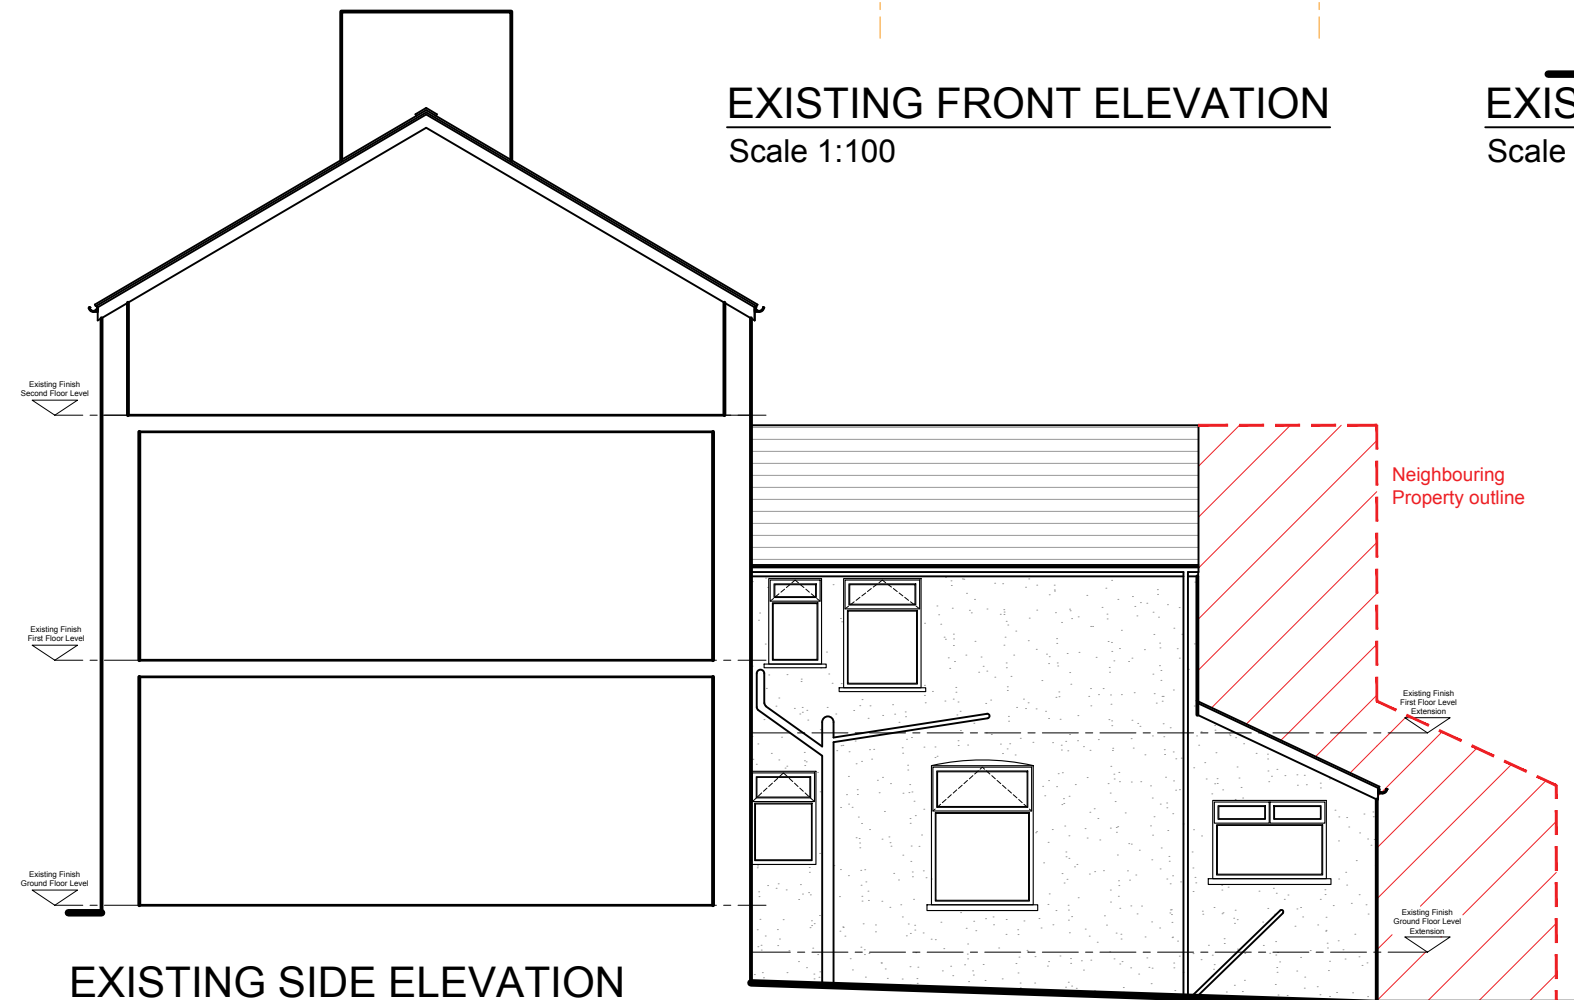 EXISTING FRONT ELEVATION
Scale 1:100
EXIS
Scale
Existing Finish
Second Floor Level
Neighbouring
Property outline
Existing Finish
First Floor Level
Existing Finish
First Floor Level
Extension
Existing Finish
Ground Floor Level
Existing Finish
Ground Floor Level
Extension
EXISTING SIDE ELEVATION